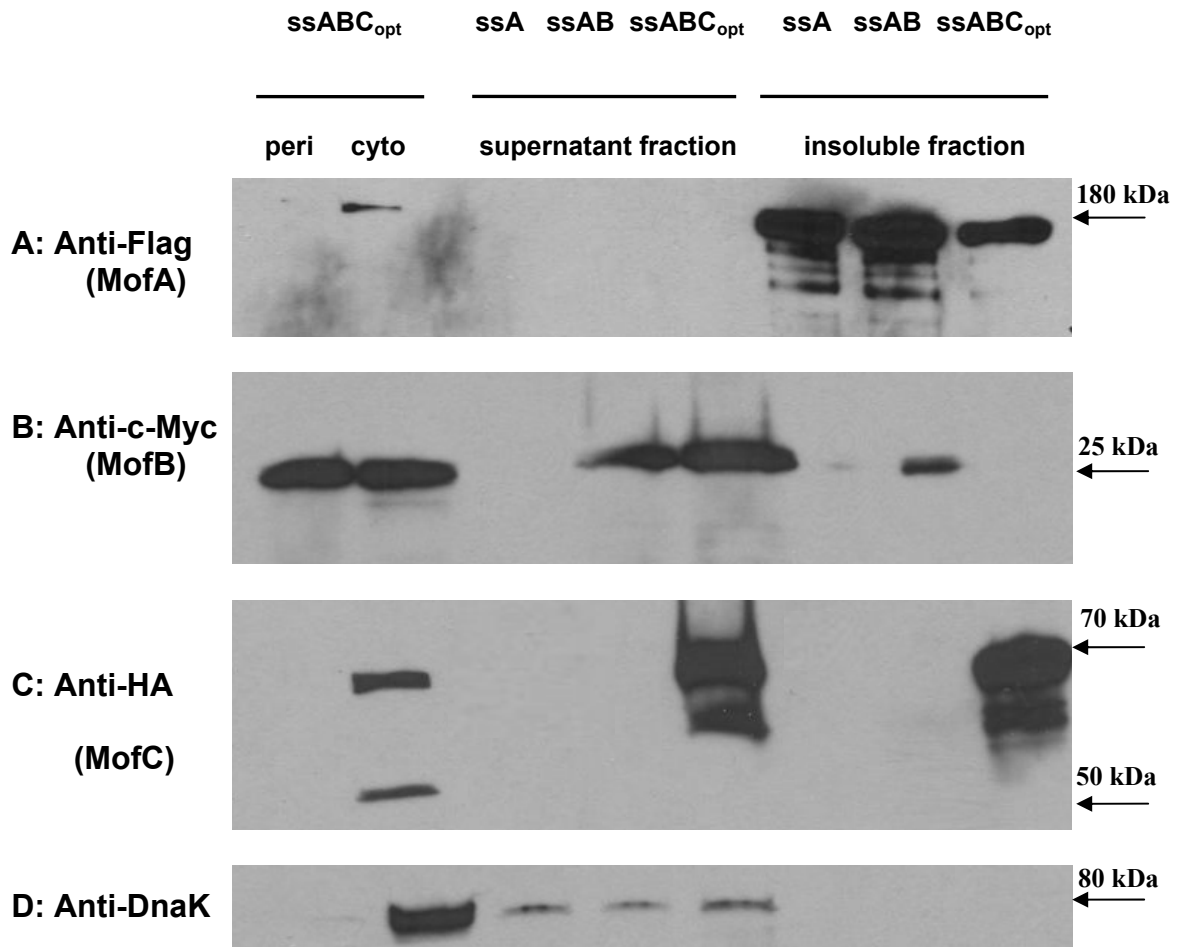 ssABCopt ssA ssAB ssABCopt ssA ssAB ssABCopt
peri cyto supernatant fraction insoluble fraction
180 kDa
A: Anti-Flag
(MofA)
B: Anti-c-Myc
(MofB)
25 kDa
70 kDa
C: Anti-HA
(MofC)
50 kDa
80 kDa
D: Anti-DnaK